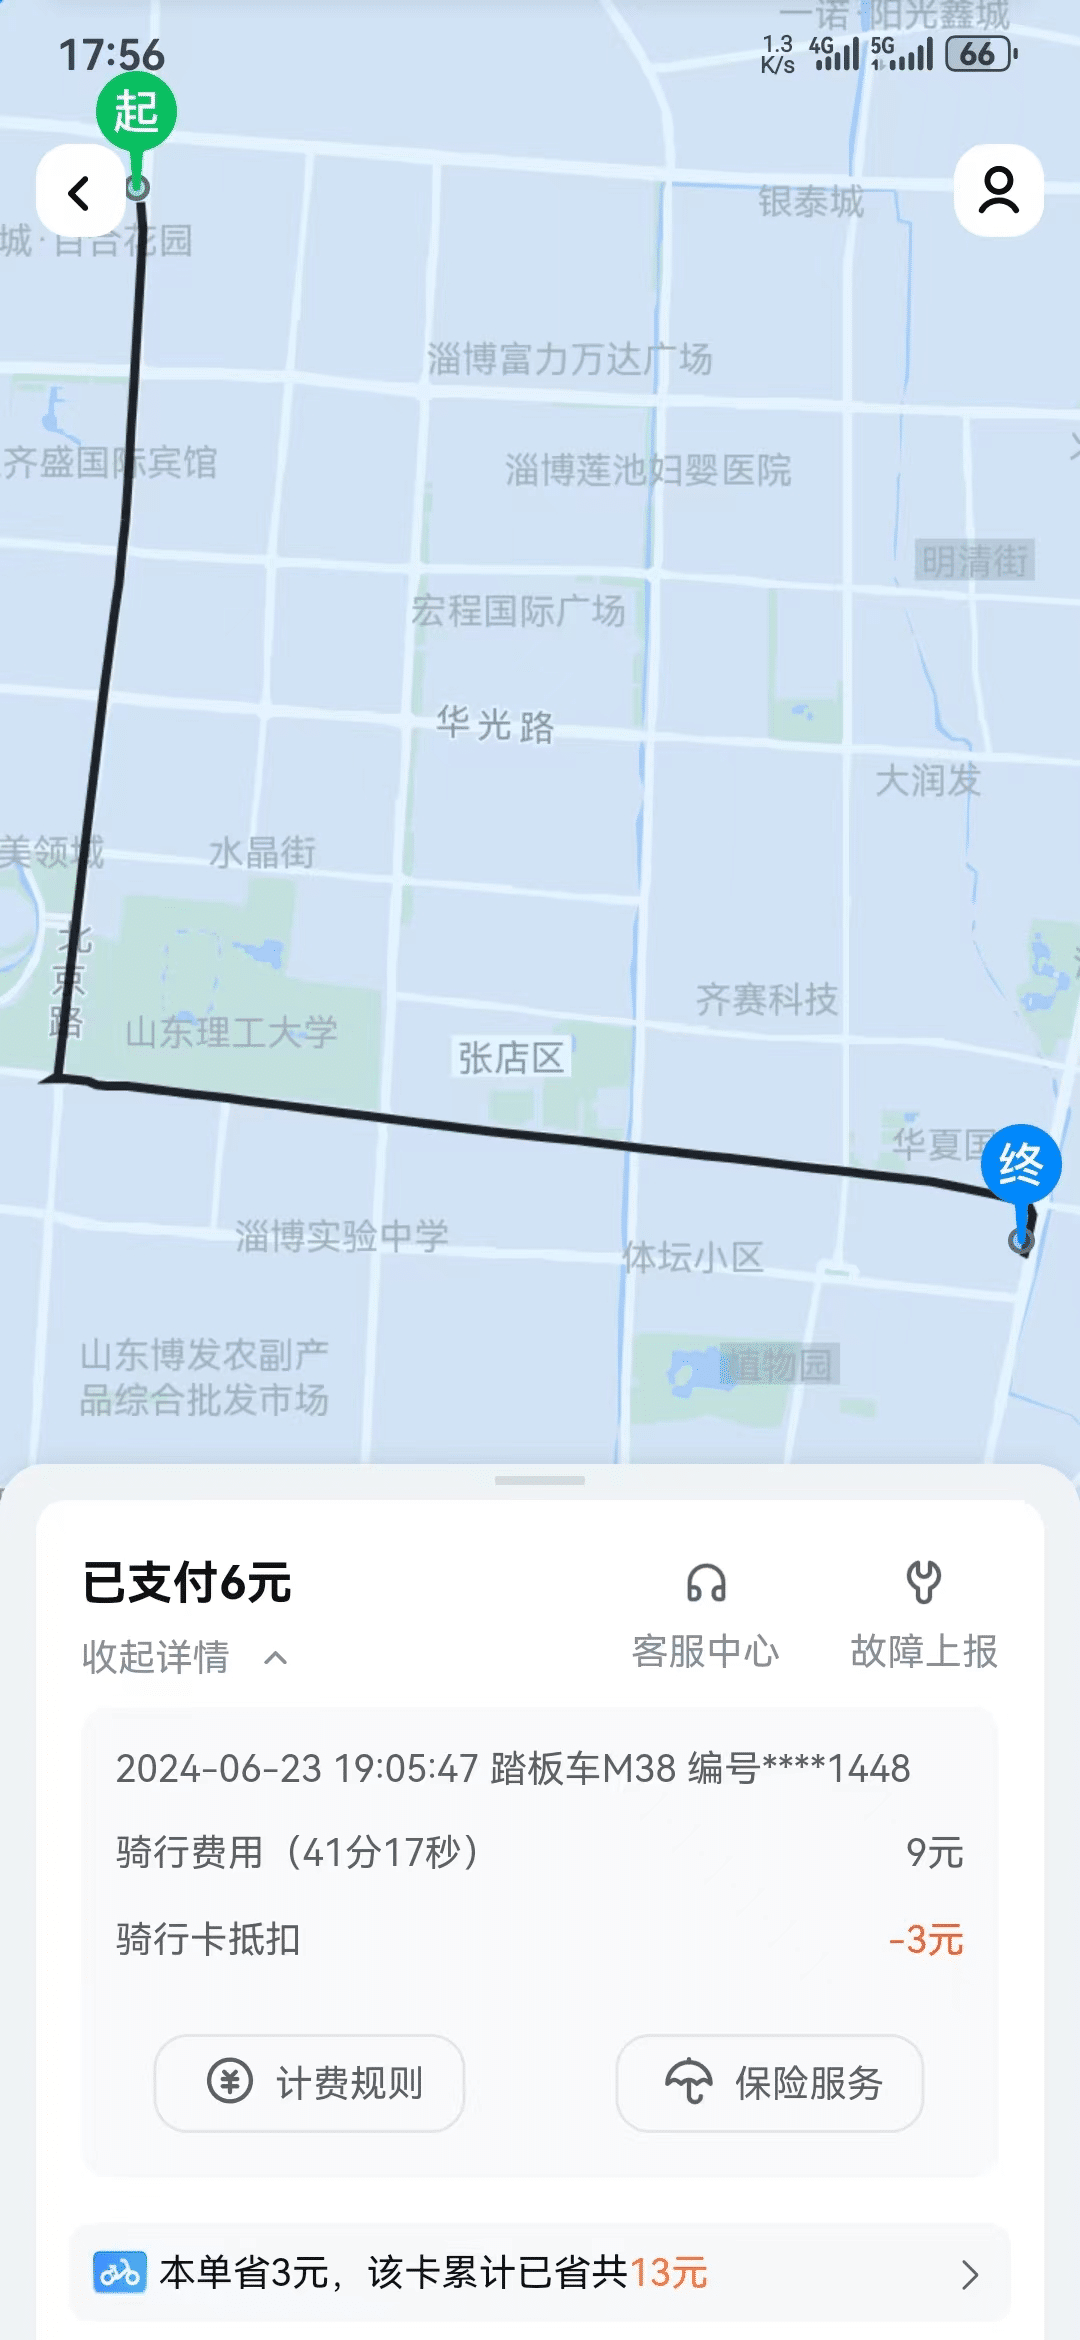 一诺·阳光鑫城
17:56
1.3
K/s
4G
5G
66
起
银泰城
城·百合花园
淄博富力万达广场
齐盛国际宾馆
淄博莲池妇婴医院
明清街
宏程国际广场
华光路
大润发
美领城
水晶街
北京路
齐赛科技
山东理工大学
张店区
华夏国
终
淄博实验中学
体坛小区
山东博发农副产
品综合批发市场
植物园
已支付6元
收起详情
客服中心
故障上报
2024-06-23 19:05:47 踏板车M38 编号****1448
骑行费用（41分17秒）
9元
骑行卡抵扣
-3元
计费规则
保险服务
本单省3元，该卡累计已省共13元